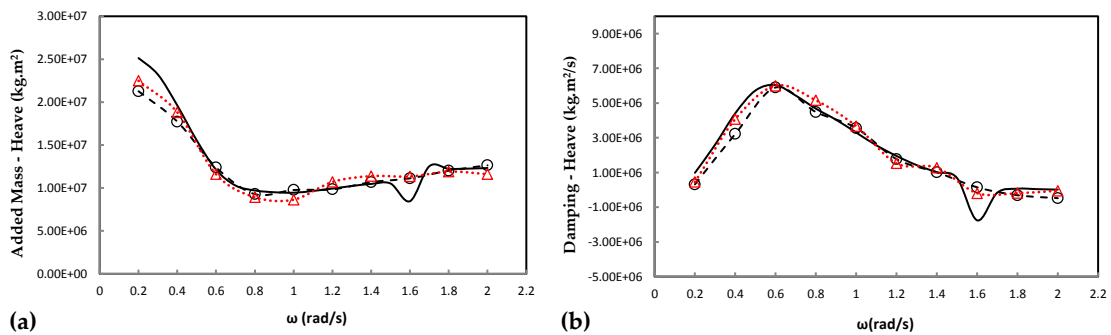 3.00E+07
2.50E+07
2.00E+07
1.50E+07
1.00E+07
5.00E+06
0.00E+00
Added Mass - Heave (kg.m²)
0 0.2 0.4 0.6 0.8 1 1.2 1.4 1.6 1.8 2 2.2
ω (rad/s)
(a)
9.00E+06
7.00E+06
5.00E+06
3.00E+06
1.00E+06
-1.00E+06
-3.00E+06
-5.00E+06
Damping - Heave (kg.m²/s)
0 0.2 0.4 0.6 0.8 1 1.2 1.4 1.6 1.8 2 2.2
ω(rad/s)
(b)